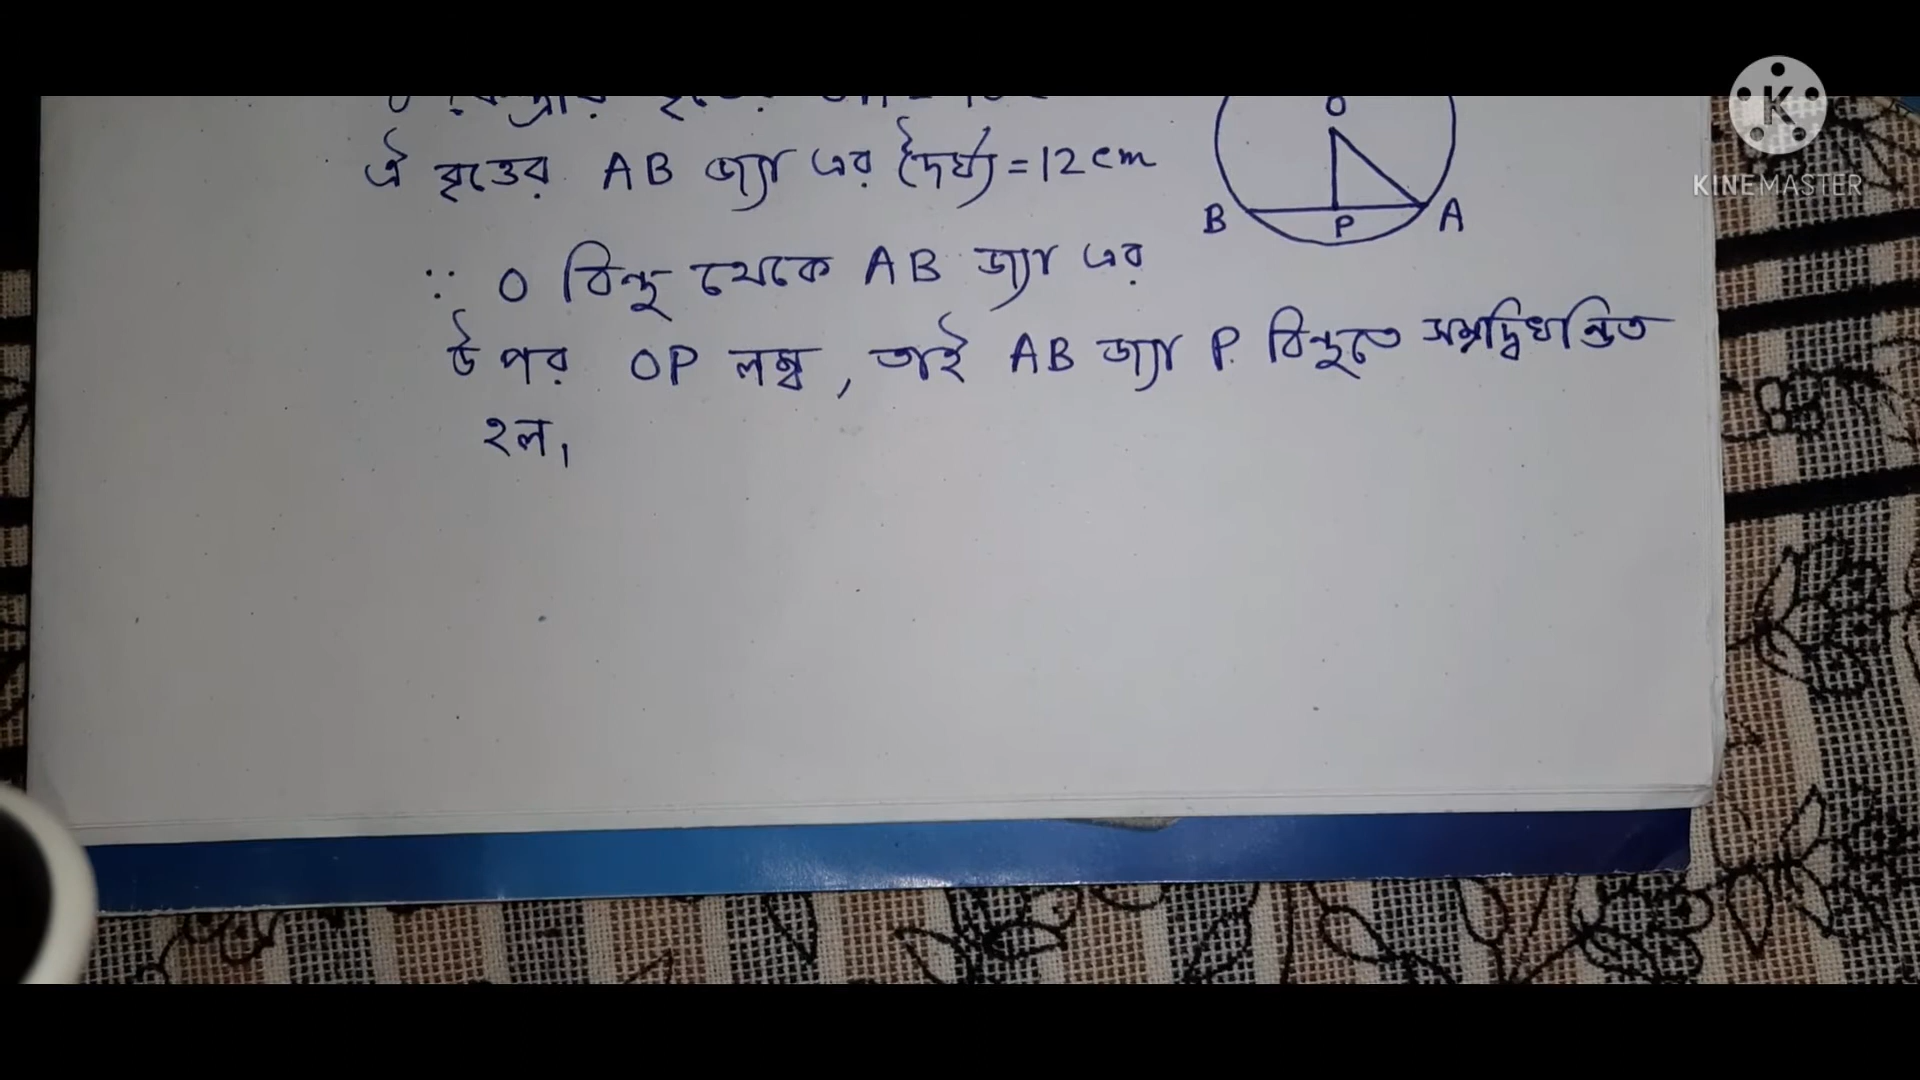 ঐ বৃত্তের AB জ্যা এর দৈর্ঘ্য = 12 cm
∵ O বিন্দু থেকে AB জ্যা এর
উপর OP লম্ব, তাই AB জ্যা P. বিন্দুতে সমদ্বিখন্ডিত
হল।
O
B
P
A
K
KINEMASTER